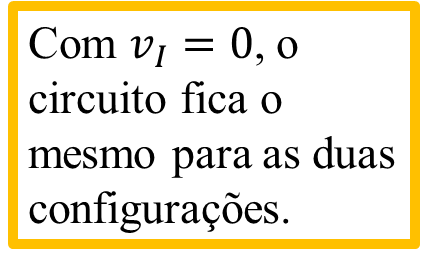 Com v_I = 0, o
circuito fica o
mesmo para as duas
configurações.